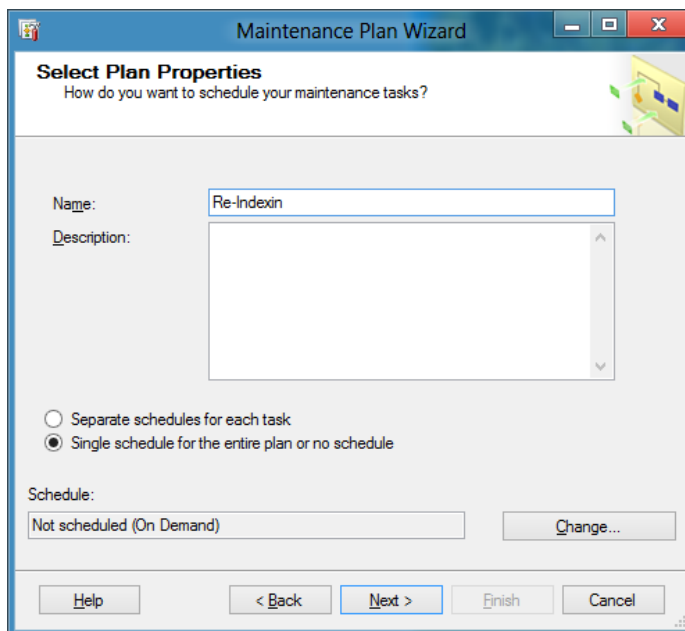 Maintenance Plan Wizard
Select Plan Properties
How do you want to schedule your maintenance tasks?
Name: Re-Indexin
Description:
Separate schedules for each task
Single schedule for the entire plan or no schedule
Schedule:
Not scheduled (On Demand) Change...
Help < Back Next > Finish Cancel